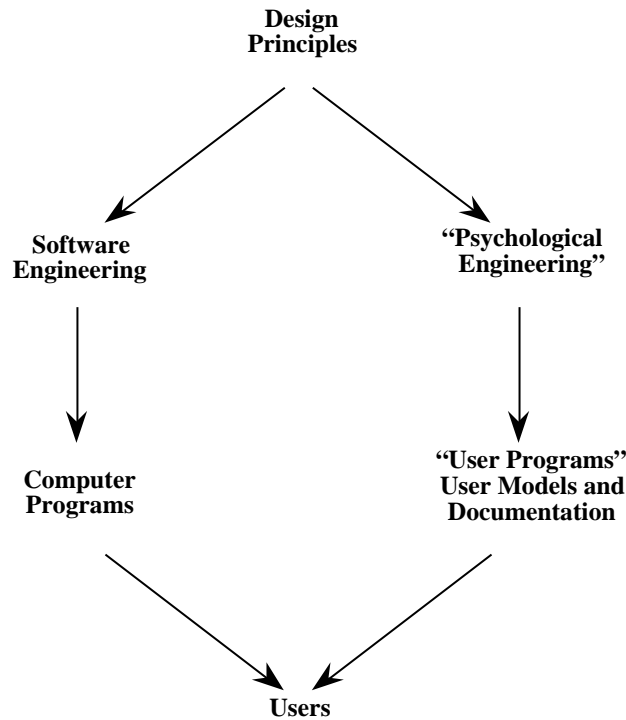 Design
Principles
Software
Engineering
“Psychological
Engineering”
Computer
Programs
“User Programs”
User Models and
Documentation
Users